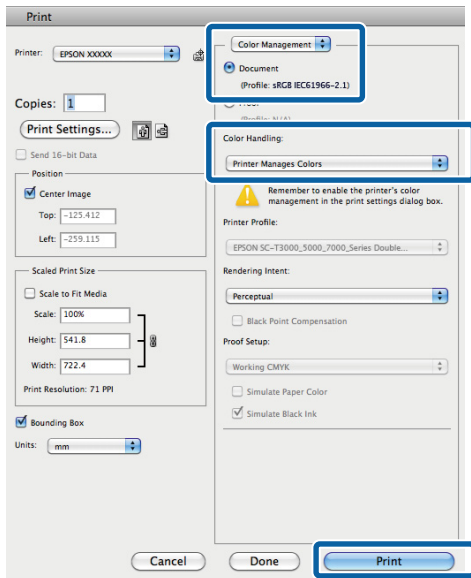 Print
Printer: EPSON XXXXX
Copies: 1
Print Settings...
Send 16-bit Data
Position
Center Image
Top: -125.412
Left: -259.115
Scaled Print Size
Scale to Fit Media
Scale: 100%
Height: 541.8
Width: 722.4
Print Resolution: 71 PPI
Bounding Box
Units: mm
Color Management
Document
(Profile: sRGB IEC61966-2.1)
Color Handling:
Printer Manages Colors
Remember to enable the printer's color
management in the print settings dialog box.
Printer Profile:
EPSON SC-T3000_5000_7000_Series Double...
Rendering Intent:
Perceptual
Black Point Compensation
Proof Setup:
Working CMYK
Simulate Paper Color
Simulate Black Ink
Cancel
Done
Print